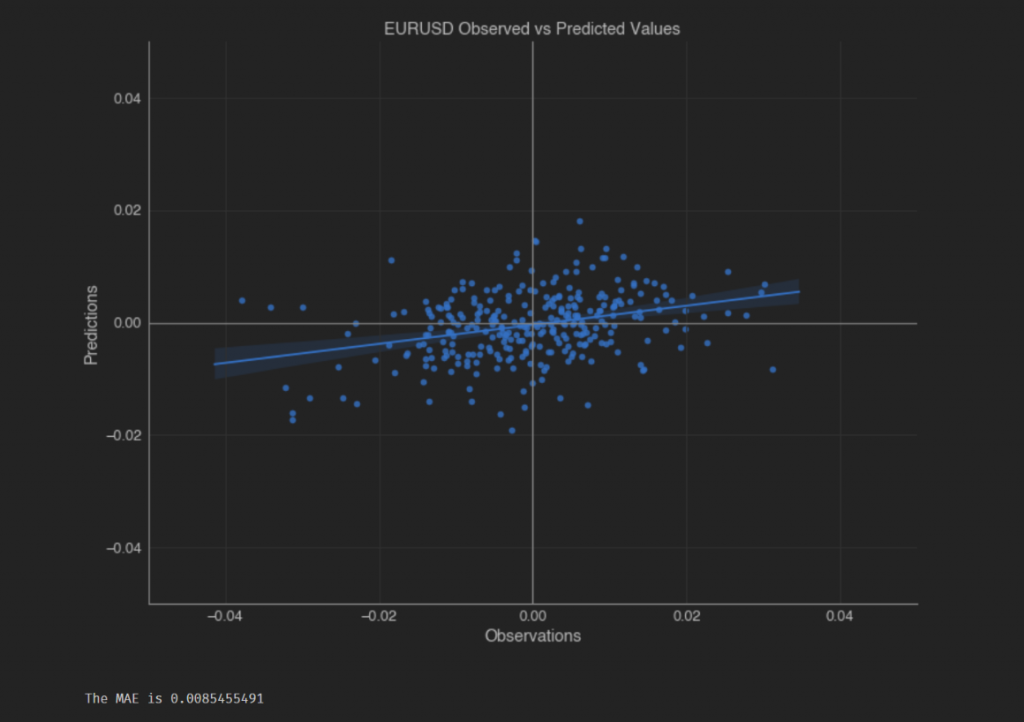 EURUSD Observed vs Predicted Values
0.04
0.02
0.00
−0.02
−0.04
Predictions
−0.04 −0.02 0.00 0.02 0.04
Observations
The MAE is 0.0085455491